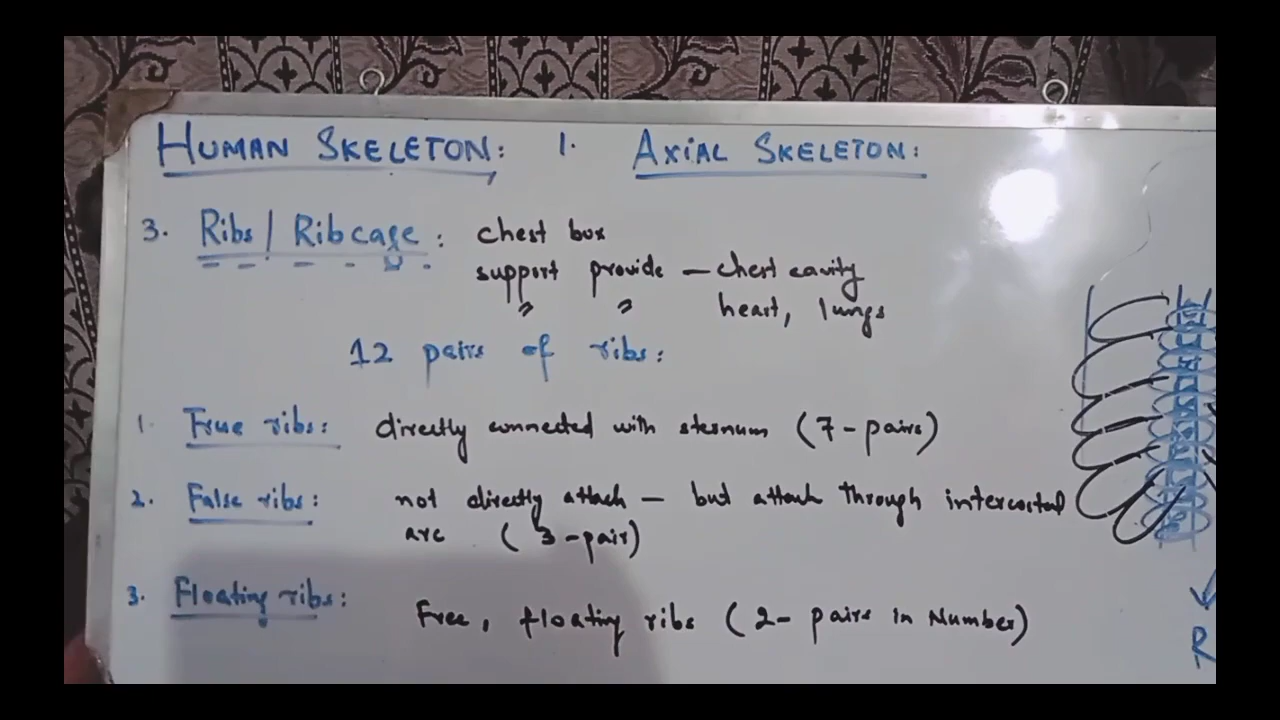 HUMAN SKELETON: 1. AXIAL SKELETON:
3. Ribs / Ribcage: chest box
support provide — chest cavity
" " heart, lungs
12 pairs of ribs:
1. True ribs: directly connected with sternum (7-pairs)
2. False ribs: not directly attach — but attach through intercostal
arc (3-pair)
3. Floating ribs: Free, floating ribs (2- pairs in Number)
R